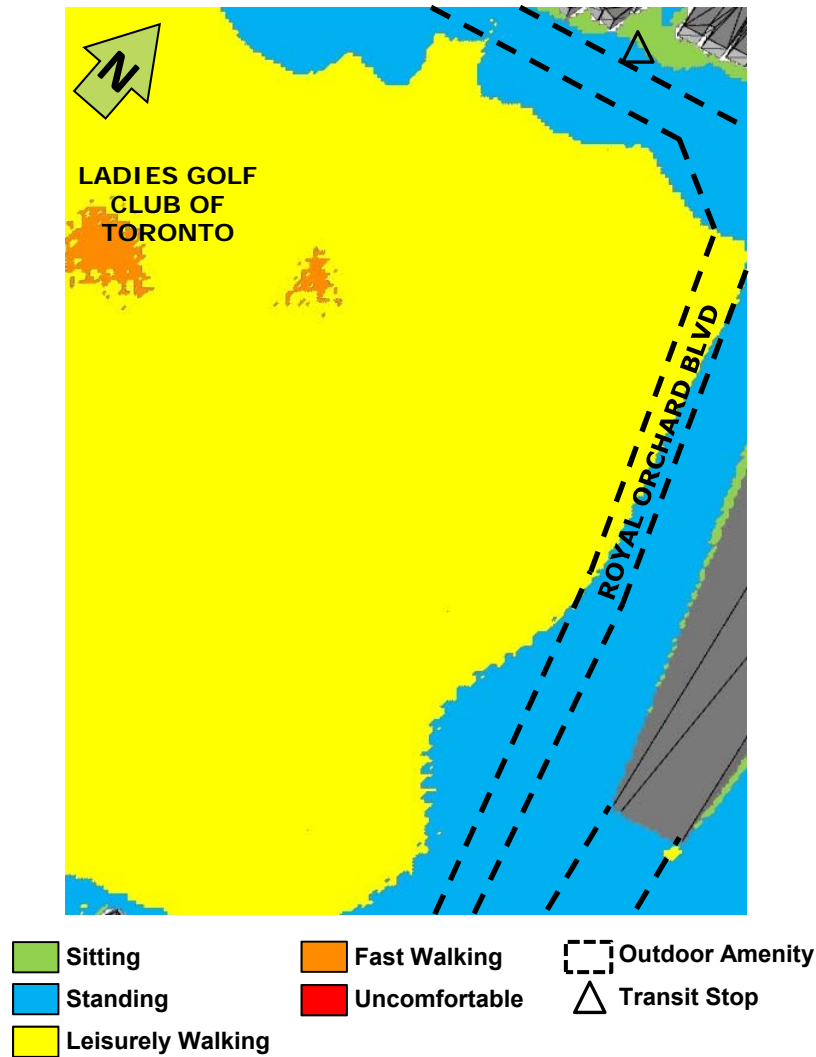 N
LADIES GOLF
CLUB OF
TORONTO
ROYAL ORCHARD BLVD
Sitting
Standing
Leisurely Walking
Fast Walking
Uncomfortable
Outdoor Amenity
Transit Stop